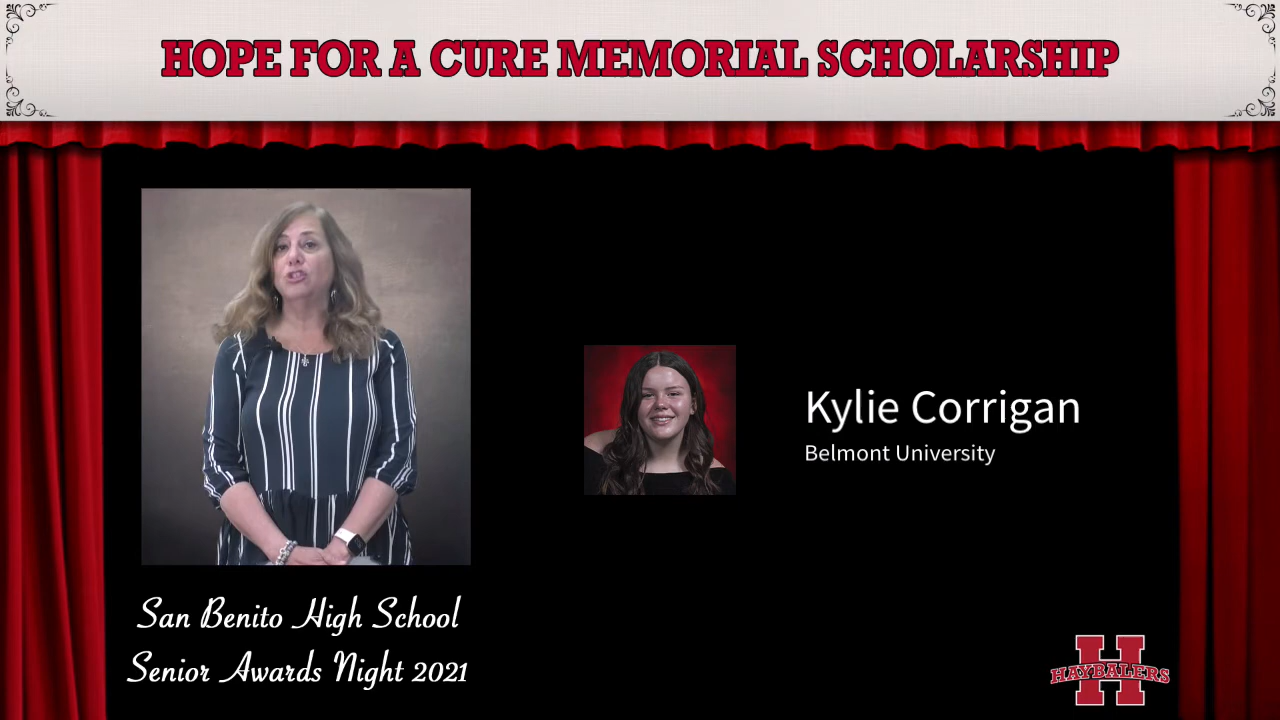 HOPE FOR A CURE MEMORIAL SCHOLARSHIP
Kylie Corrigan
Belmont University
San Benito High School
Senior Awards Night 2021
H
HAYBALERS